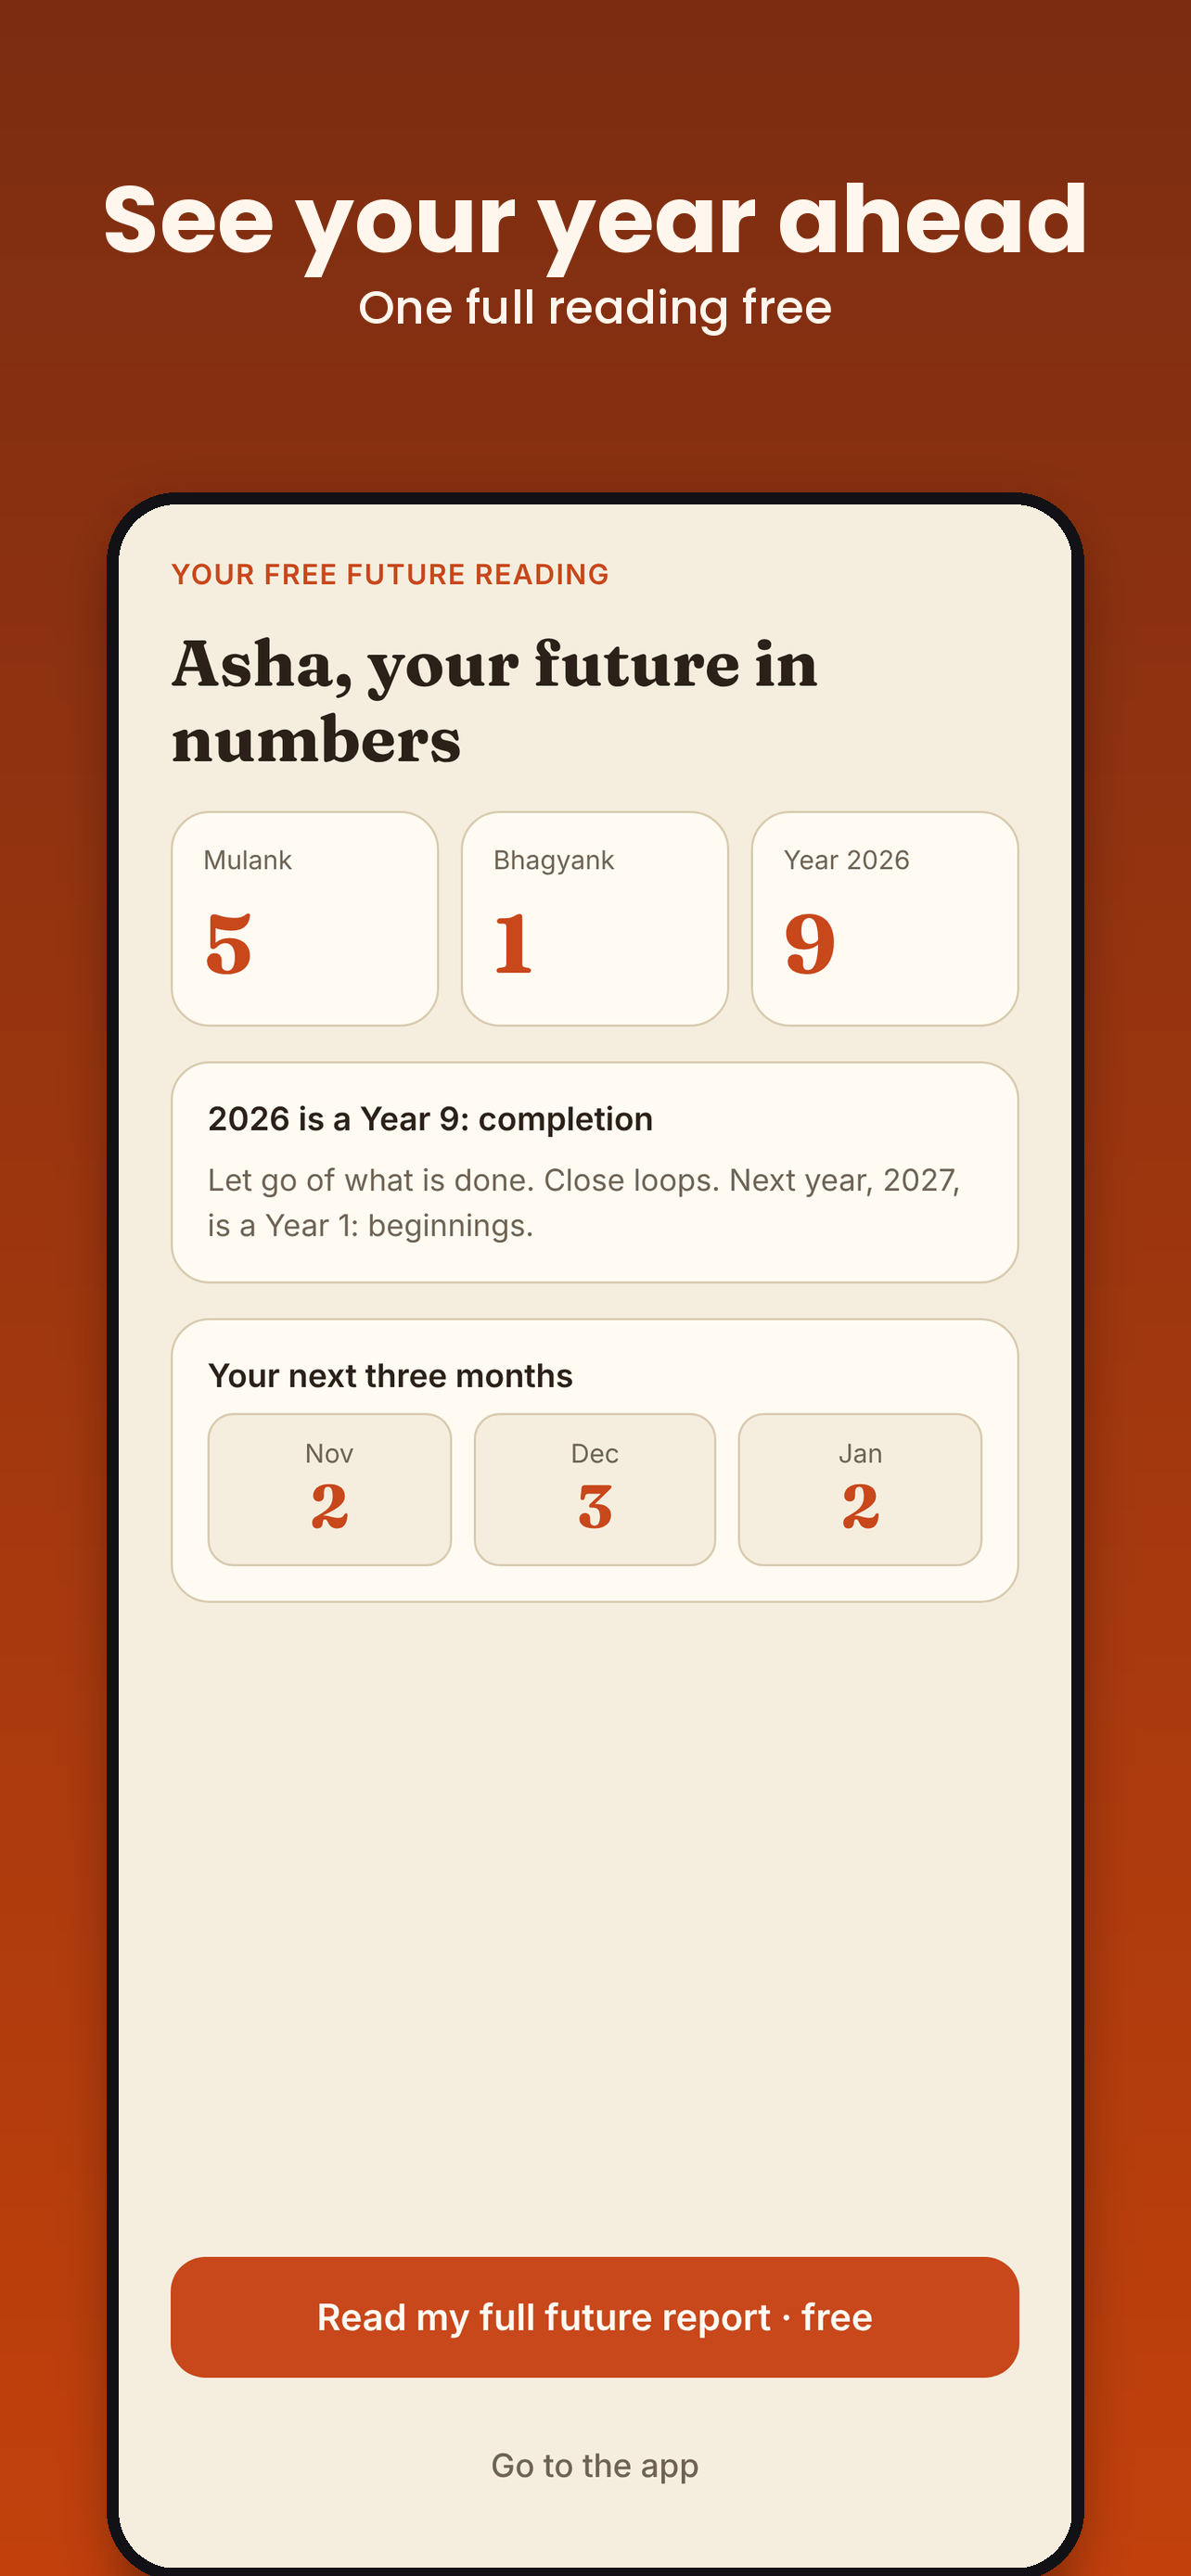 See your year ahead
One full reading free
YOUR FREE FUTURE READING
Asha, your future in
numbers
Mulank
Bhagyank
Year 2026
5
1
9
2026 is a Year 9: completion
Let go of what is done. Close loops. Next year, 2027,
is a Year 1: beginnings.
Your next three months
Nov
Dec
Jan
2
3
2
Read my full future report · free
Go to the app